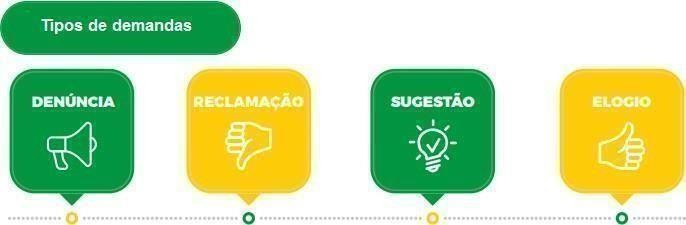 Tipos de demandas
DENÚNCIA
RECLAMAÇÃO
SUGESTÃO
ELOGIO